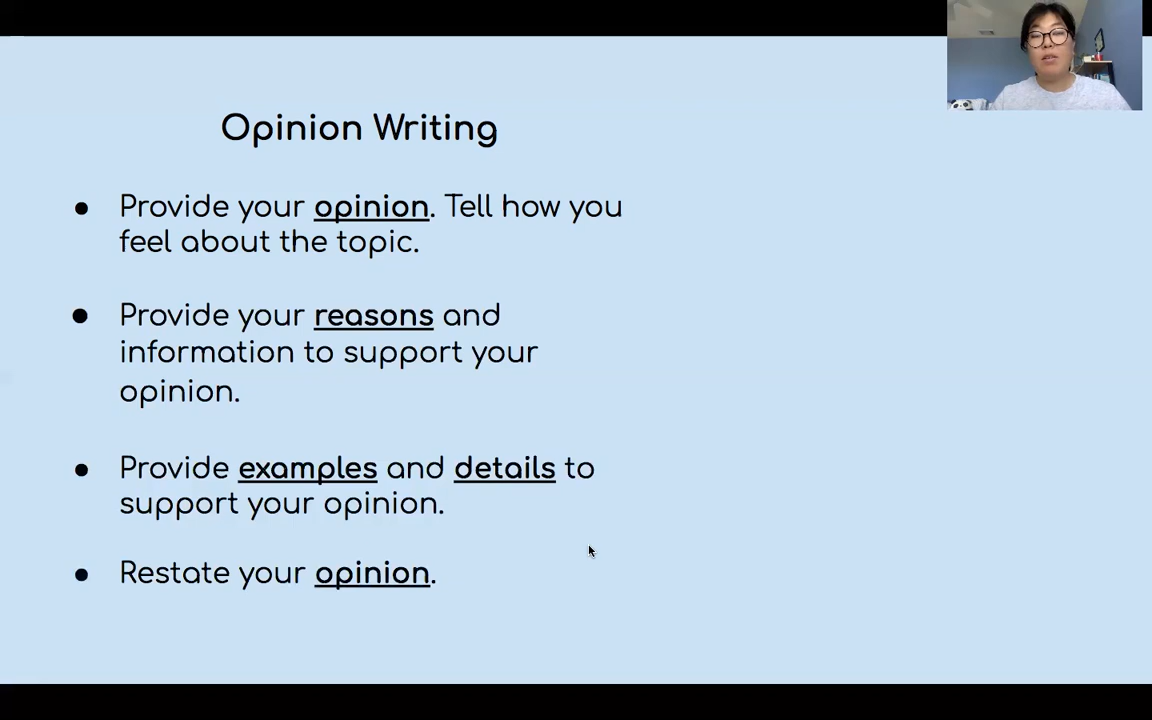 Opinion Writing
● Provide your opinion. Tell how you
feel about the topic.
● Provide your reasons and
information to support your
opinion.
● Provide examples and details to
support your opinion.
● Restate your opinion.